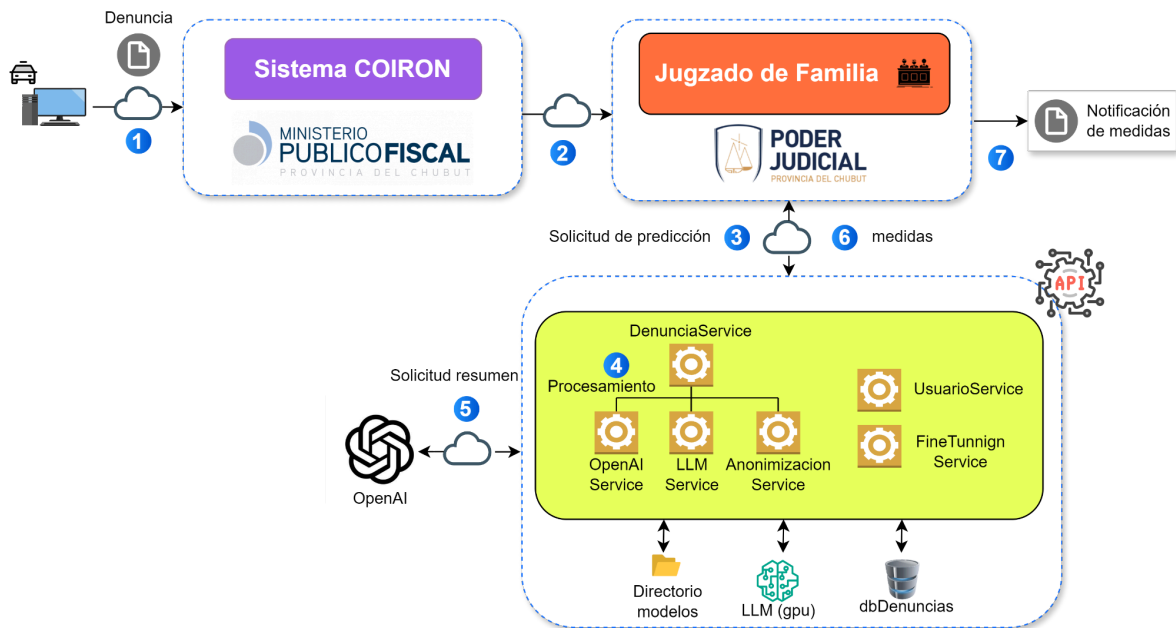 Denuncia
1
Sistema COIRON
MINISTERIO
PUBLICOFISCAL
PROVINCIA DEL CHUBUT
2
Jugzado de Familia
PODER
JUDICIAL
PROVINCIA DEL CHUBUT
7
Notificación
de medidas
Solicitud de predicción
3
6
medidas
API
DenunciaService
4
Procesamiento
OpenAI
Service
LLM
Service
Anonimizacion
Service
UsuarioService
FineTunnign
Service
Solicitud resumen
5
OpenAI
Directorio
modelos
LLM (gpu)
dbDenuncias